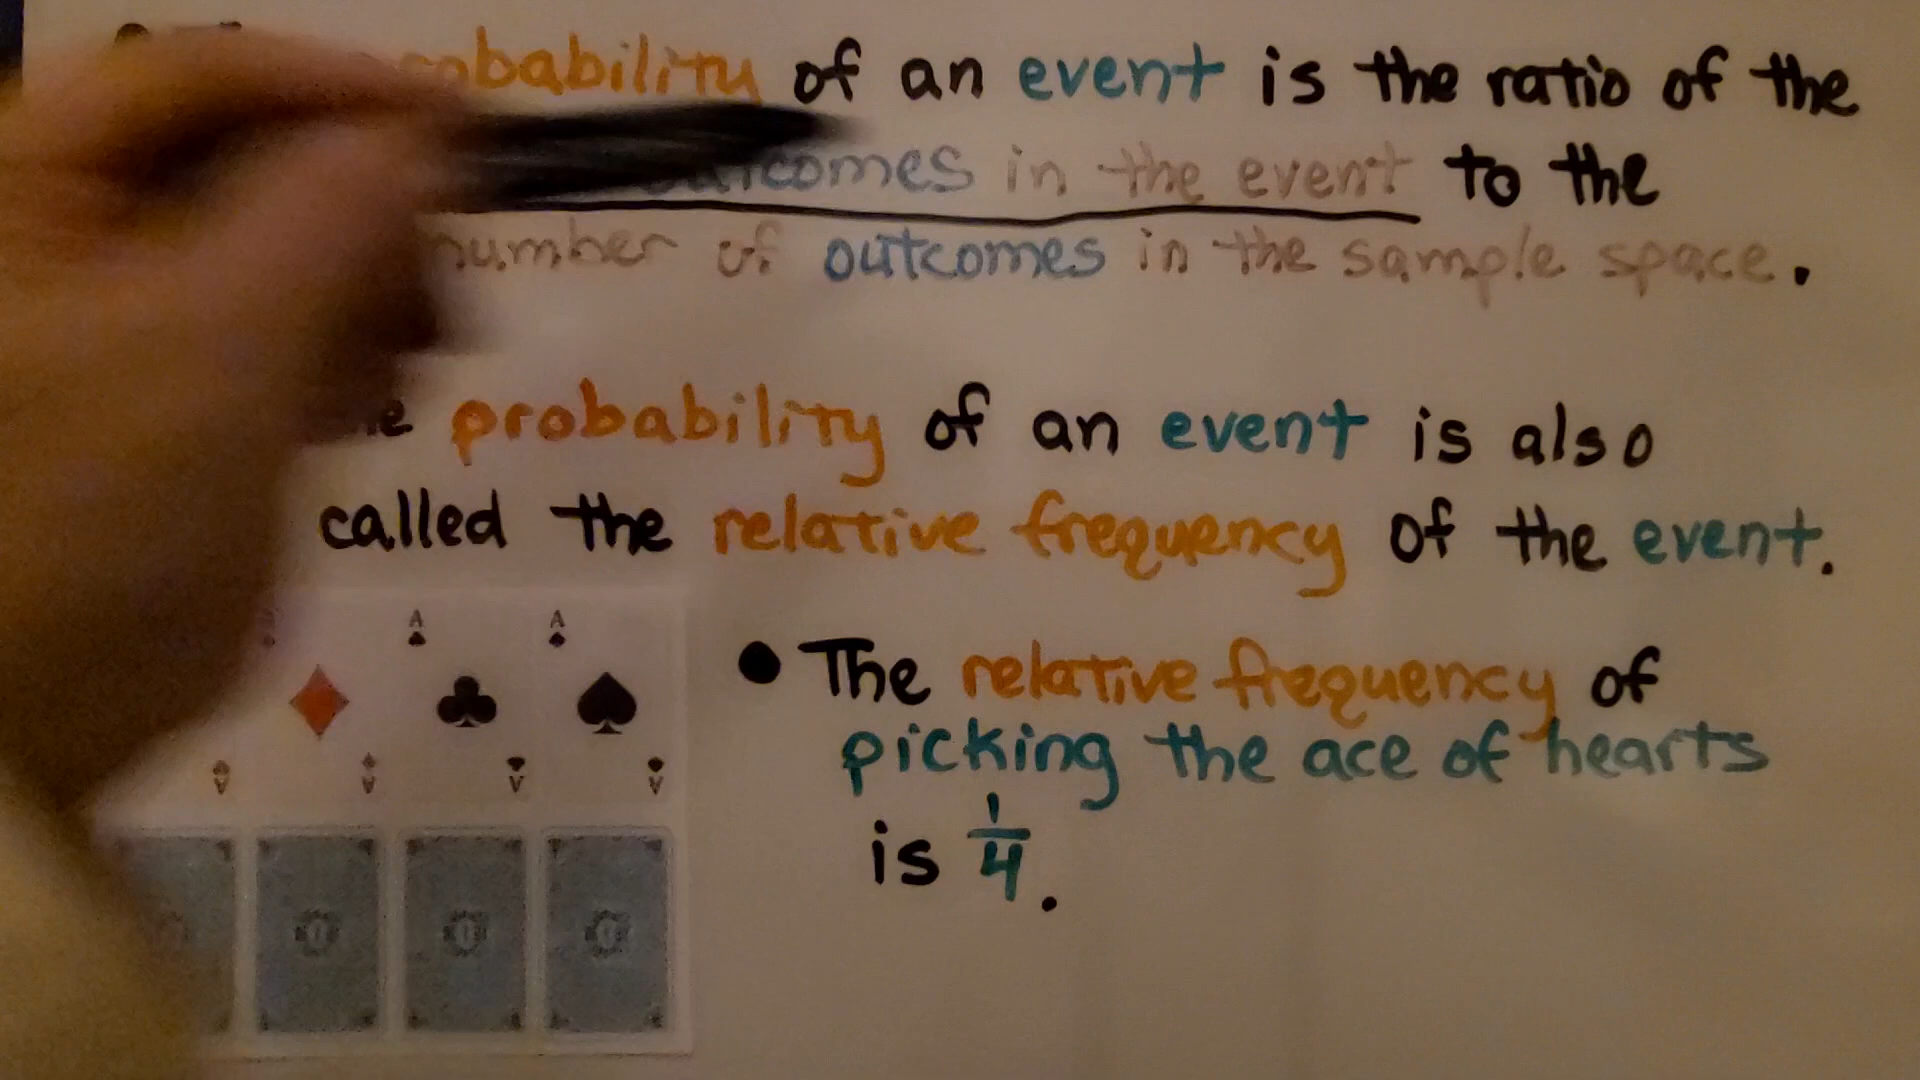 of an event is the ratio of the
in the event to the
number of outcomes in the sample space.
probability of an event is also
called the relative frequency of the event.
A A
• The relative frequency of
picking the ace of hearts
is 1/4.
A A A A